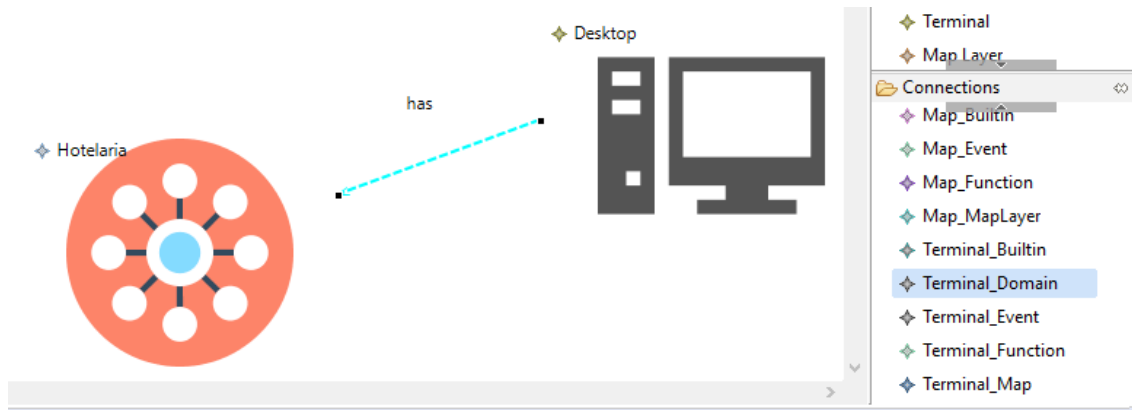 Desktop
has
Hotelaria
Terminal
Map Layer
Connections
Map_Builtin
Map_Event
Map_Function
Map_MapLayer
Terminal_Builtin
Terminal_Domain
Terminal_Event
Terminal_Function
Terminal_Map